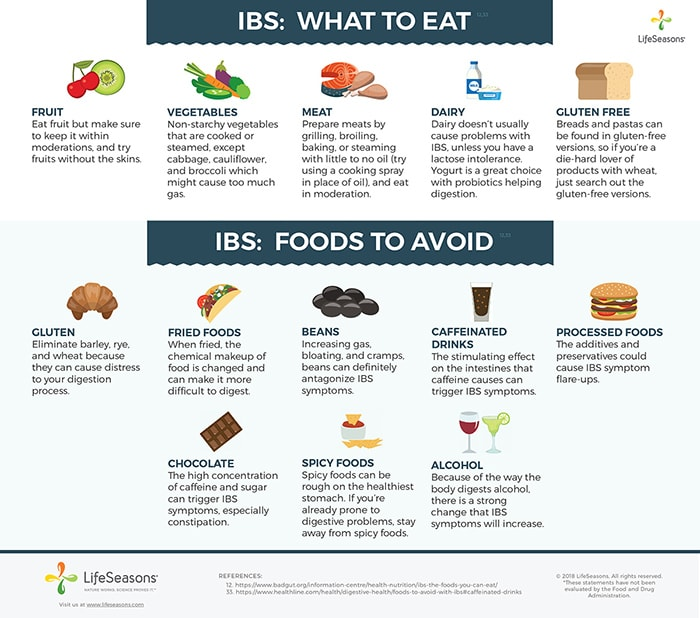 IBS: WHAT TO EAT 12,33
LifeSeasons®
FRUIT
Eat fruit but make sure
to keep it within
moderations, and try
fruits without the skins.
VEGETABLES
Non-starchy vegetables
that are cooked or
steamed, except
cabbage, cauliflower,
and broccoli which
might cause too much
gas.
MEAT
Prepare meats by
grilling, broiling,
baking, or steaming
with little to no oil (try
using a cooking spray
in place of oil), and eat
in moderation.
DAIRY
Dairy doesn't usually
cause problems with
IBS, unless you have a
lactose intolerance.
Yogurt is a great choice
with probiotics helping
digestion.
GLUTEN FREE
Breads and pastas can
be found in gluten-free
versions, so if you're a
die-hard lover of
products with wheat,
just search out the
gluten-free versions.
IBS: FOODS TO AVOID 12,33
GLUTEN
Eliminate barley, rye,
and wheat because
they can cause distress
to your digestion
process.
FRIED FOODS
When fried, the
chemical makeup of
food is changed and
can make it more
difficult to digest.
BEANS
Increasing gas,
bloating, and cramps,
beans can definitely
antagonize IBS
symptoms.
CAFFEINATED
DRINKS
The stimulating effect
on the intestines that
caffeine causes can
trigger IBS symptoms.
PROCESSED FOODS
The additives and
preservatives could
cause IBS symptom
flare-ups.
CHOCOLATE
The high concentration
of caffeine and sugar
can trigger IBS
symptoms, especially
constipation.
SPICY FOODS
Spicy foods can be
rough on the healthiest
stomach. If you're
already prone to
digestive problems, stay
away from spicy foods.
ALCOHOL
Because of the way the
body digests alcohol,
there is a strong
change that IBS
symptoms will increase.
LifeSeasons®
NATURE WORKS. SCIENCE PROVES IT.™
Visit us at www.lifeseasons.com
REFERENCES:
12. https://www.badgut.org/information-centre/health-nutrition/ibs-the-foods-you-can-eat/
33. https://www.healthline.com/health/digestive-health/foods-to-avoid-with-ibs#caffeinated-drinks
© 2018 LifeSeasons. All rights reserved.
*These statements have not been
evaluated by the Food and Drug
Administration.